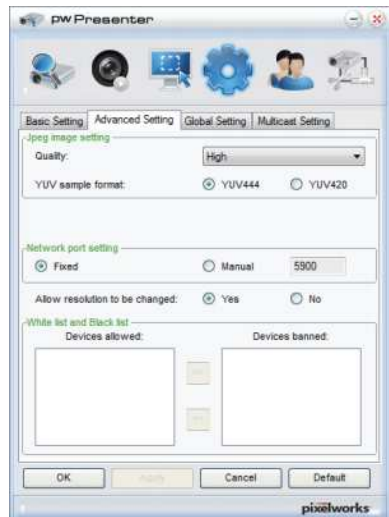 pwPresenter
Basic Setting Advanced Setting Global Setting Multicast Setting
Jpeg image setting
Quality: High
YUV sample format: YUV444 YUV420
Network port setting
Fixed Manual 5900
Allow resolution to be changed: Yes No
White list and Black list
Devices allowed: Devices banned:
OK Apply Cancel Default
pixelworks